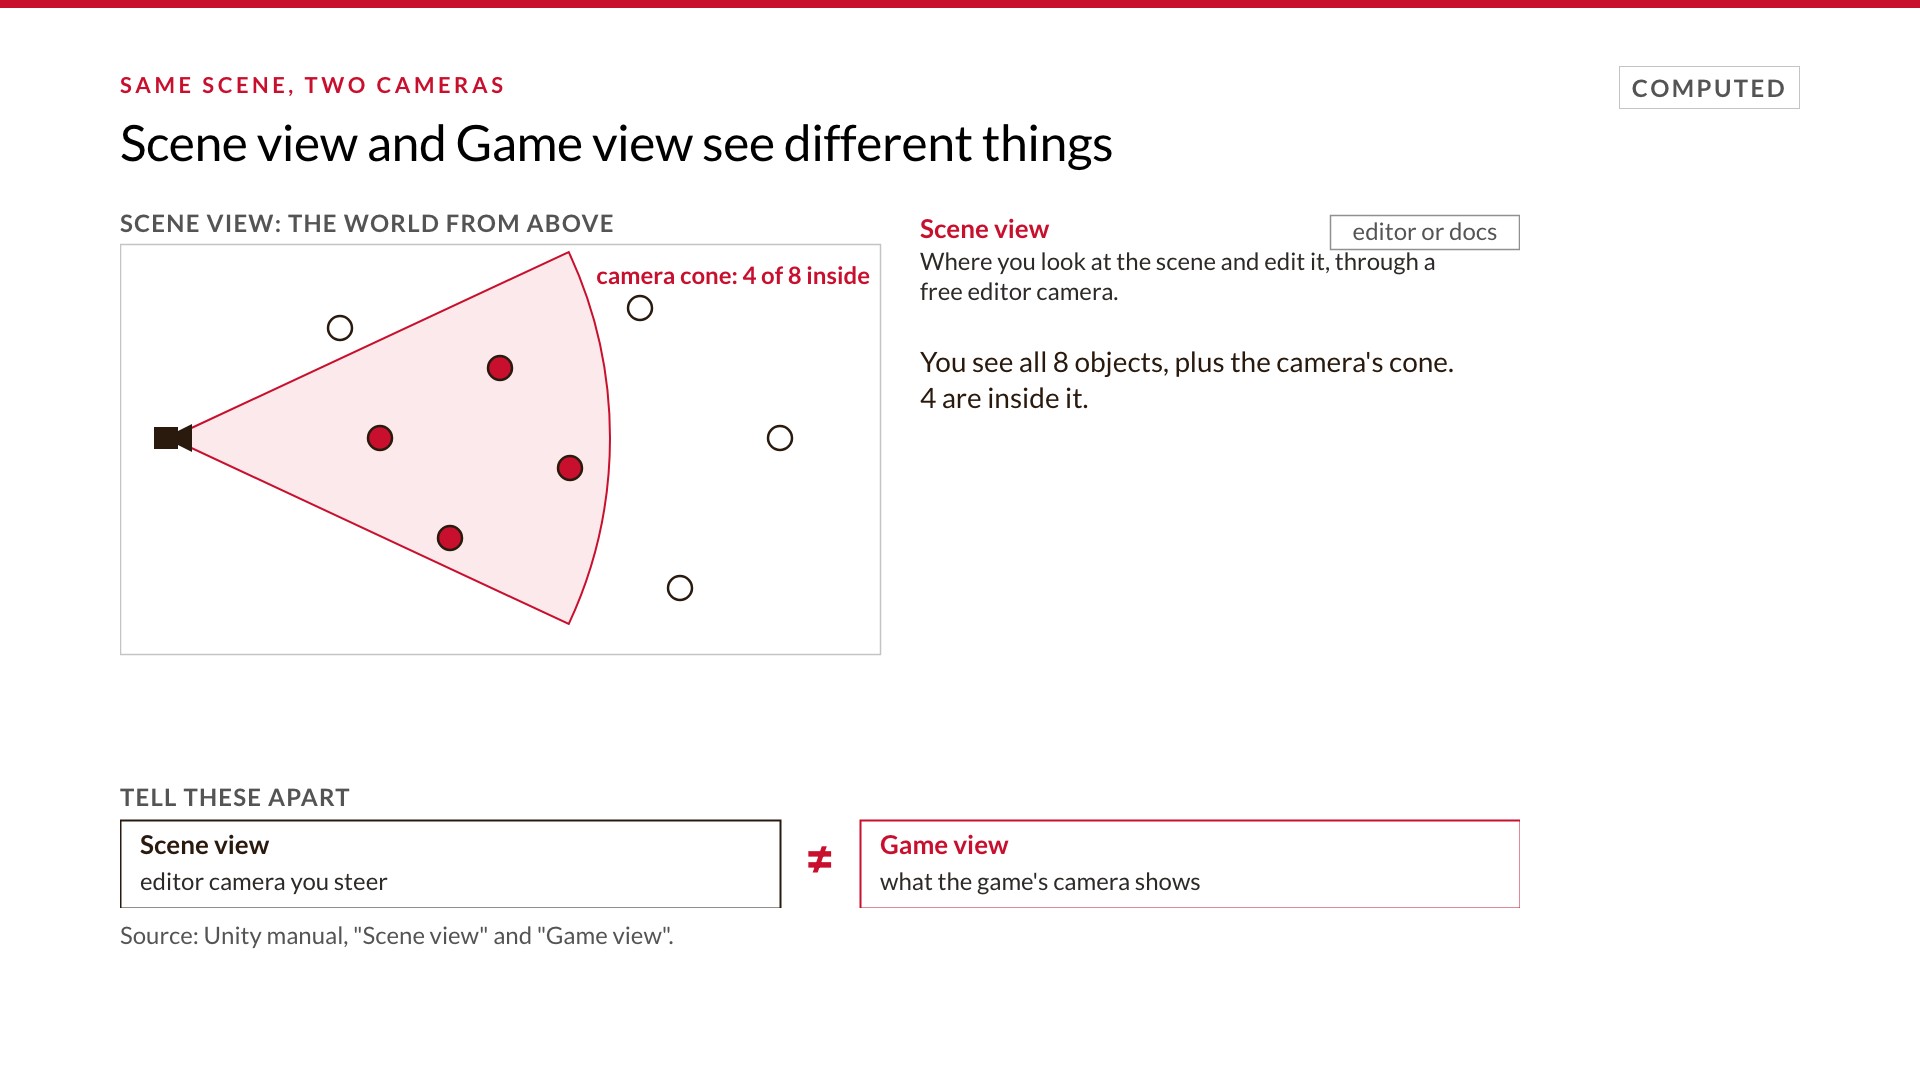 SAME SCENE, TWO CAMERAS
COMPUTED
Scene view and Game view see different things
SCENE VIEW: THE WORLD FROM ABOVE
camera cone: 4 of 8 inside
Scene view
editor or docs
Where you look at the scene and edit it, through a
free editor camera.
You see all 8 objects, plus the camera's cone.
4 are inside it.
TELL THESE APART
Scene view
editor camera you steer
≠
Game view
what the game's camera shows
Source: Unity manual, "Scene view" and "Game view".